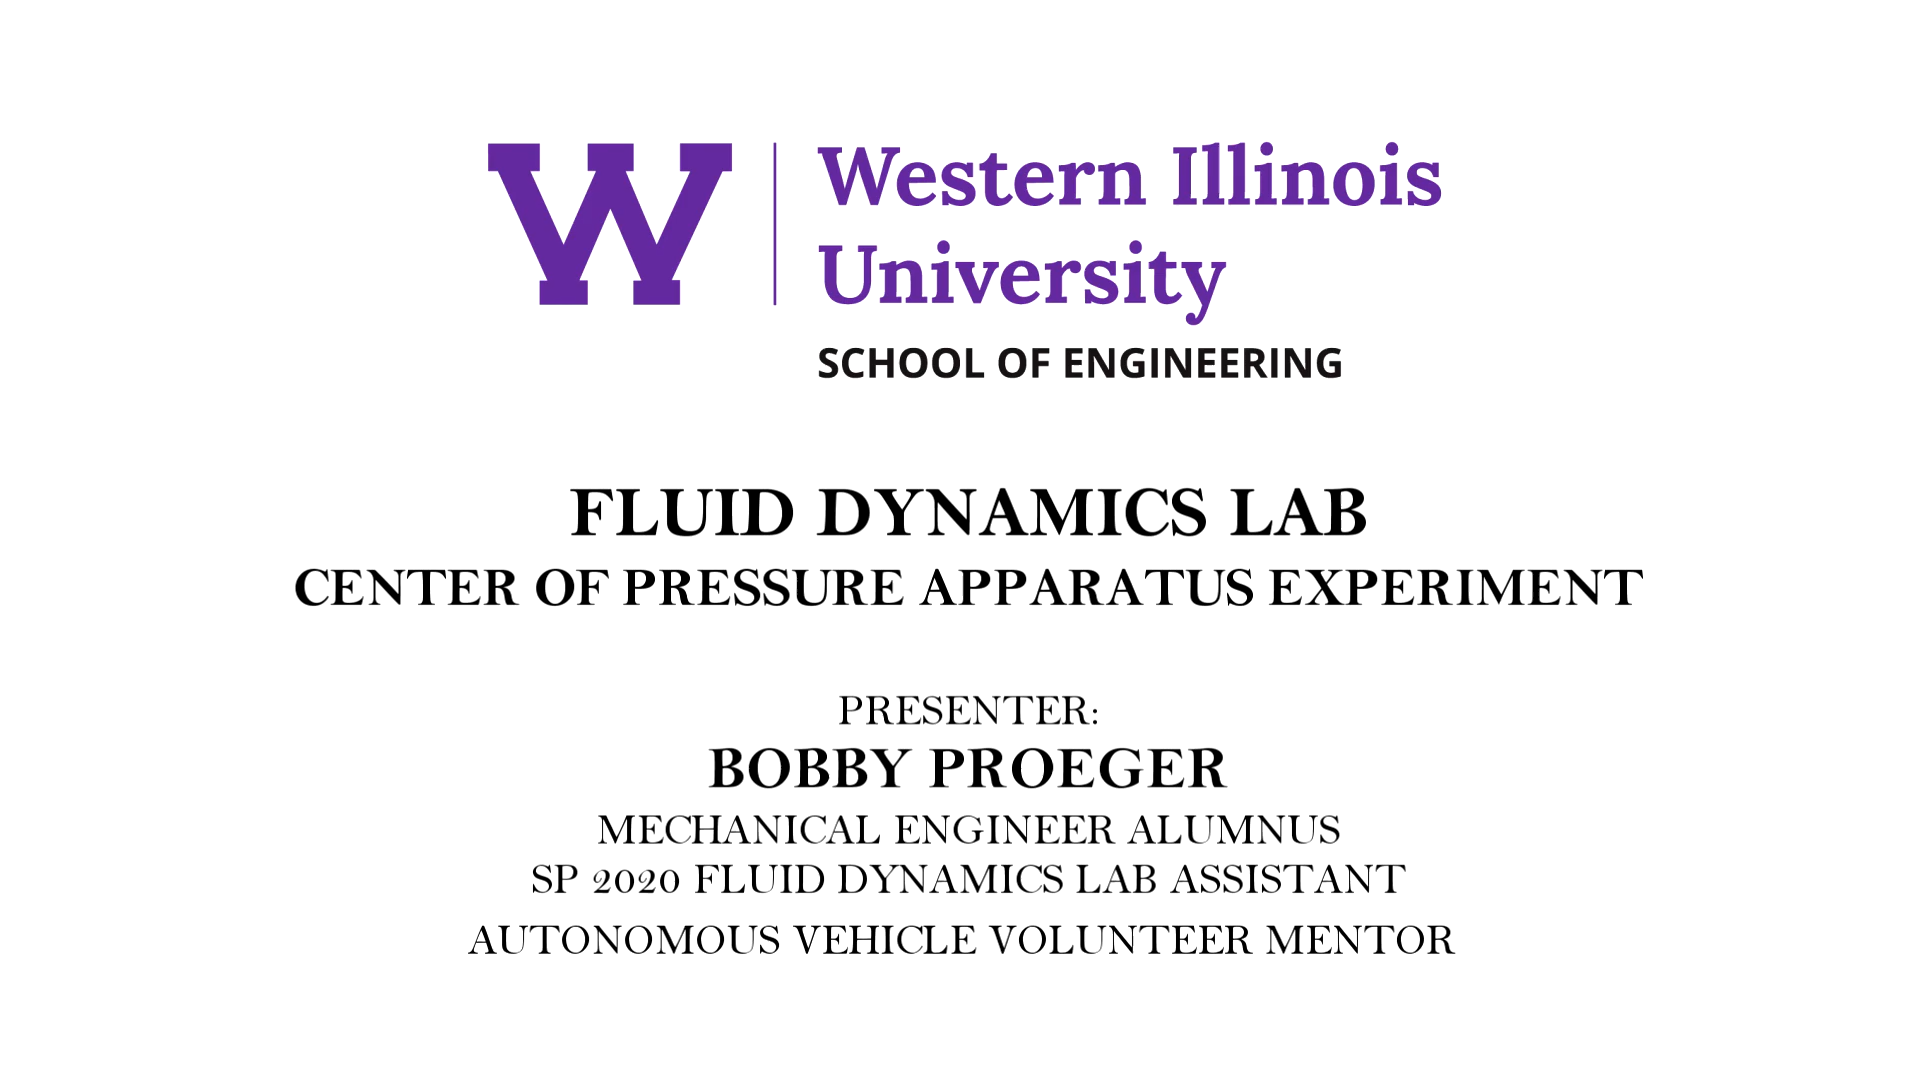 W
Western Illinois
University
SCHOOL OF ENGINEERING
FLUID DYNAMICS LAB
CENTER OF PRESSURE APPARATUS EXPERIMENT
PRESENTER:
BOBBY PROEGER
MECHANICAL ENGINEER ALUMNUS
SP 2020 FLUID DYNAMICS LAB ASSISTANT
AUTONOMOUS VEHICLE VOLUNTEER MENTOR